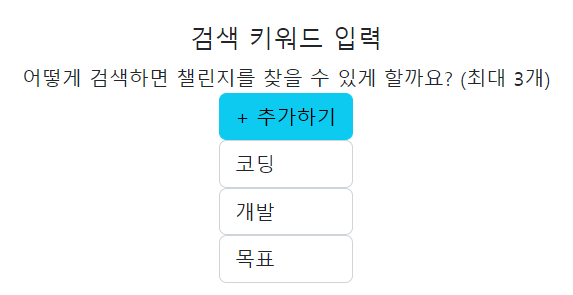 검색 키워드 입력
어떻게 검색하면 챌린지를 찾을 수 있게 할까요? (최대 3개)
+ 추가하기
코딩
개발
목표